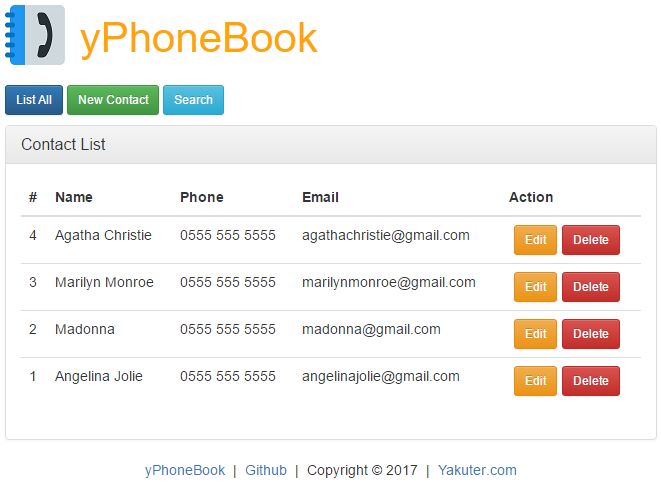 yPhoneBook
List All New Contact Search
Contact List
# Name Phone Email Action
4 Agatha Christie 0555 555 5555 agathachristie@gmail.com Edit Delete
3 Marilyn Monroe 0555 555 5555 marilynmonroe@gmail.com Edit Delete
2 Madonna 0555 555 5555 madonna@gmail.com Edit Delete
1 Angelina Jolie 0555 555 5555 angelinajolie@gmail.com Edit Delete
yPhoneBook | Github | Copyright © 2017 | Yakuter.com